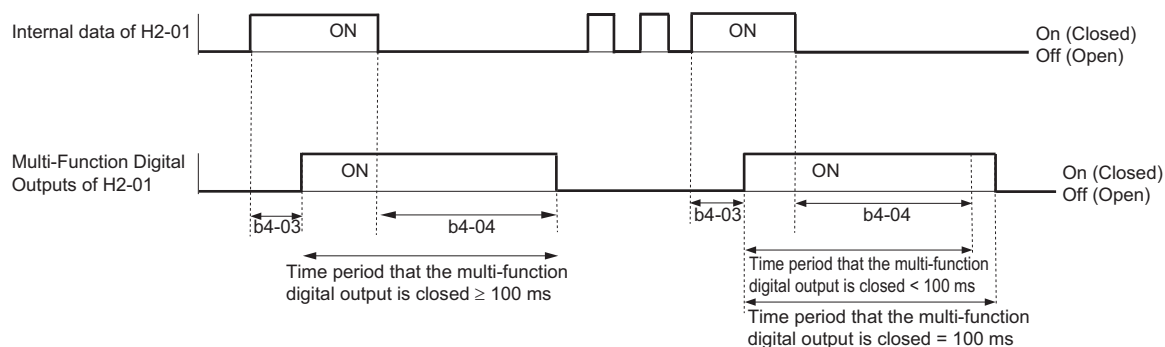 Internal data of H2-01
ON
ON
On (Closed)
Off (Open)
Multi-Function Digital
Outputs of H2-01
ON
ON
On (Closed)
Off (Open)
b4-03
b4-04
b4-03
b4-04
Time period that the multi-function
digital output is closed ≥ 100 ms
Time period that the multi-function
digital output is closed < 100 ms
Time period that the multi-function
digital output is closed = 100 ms